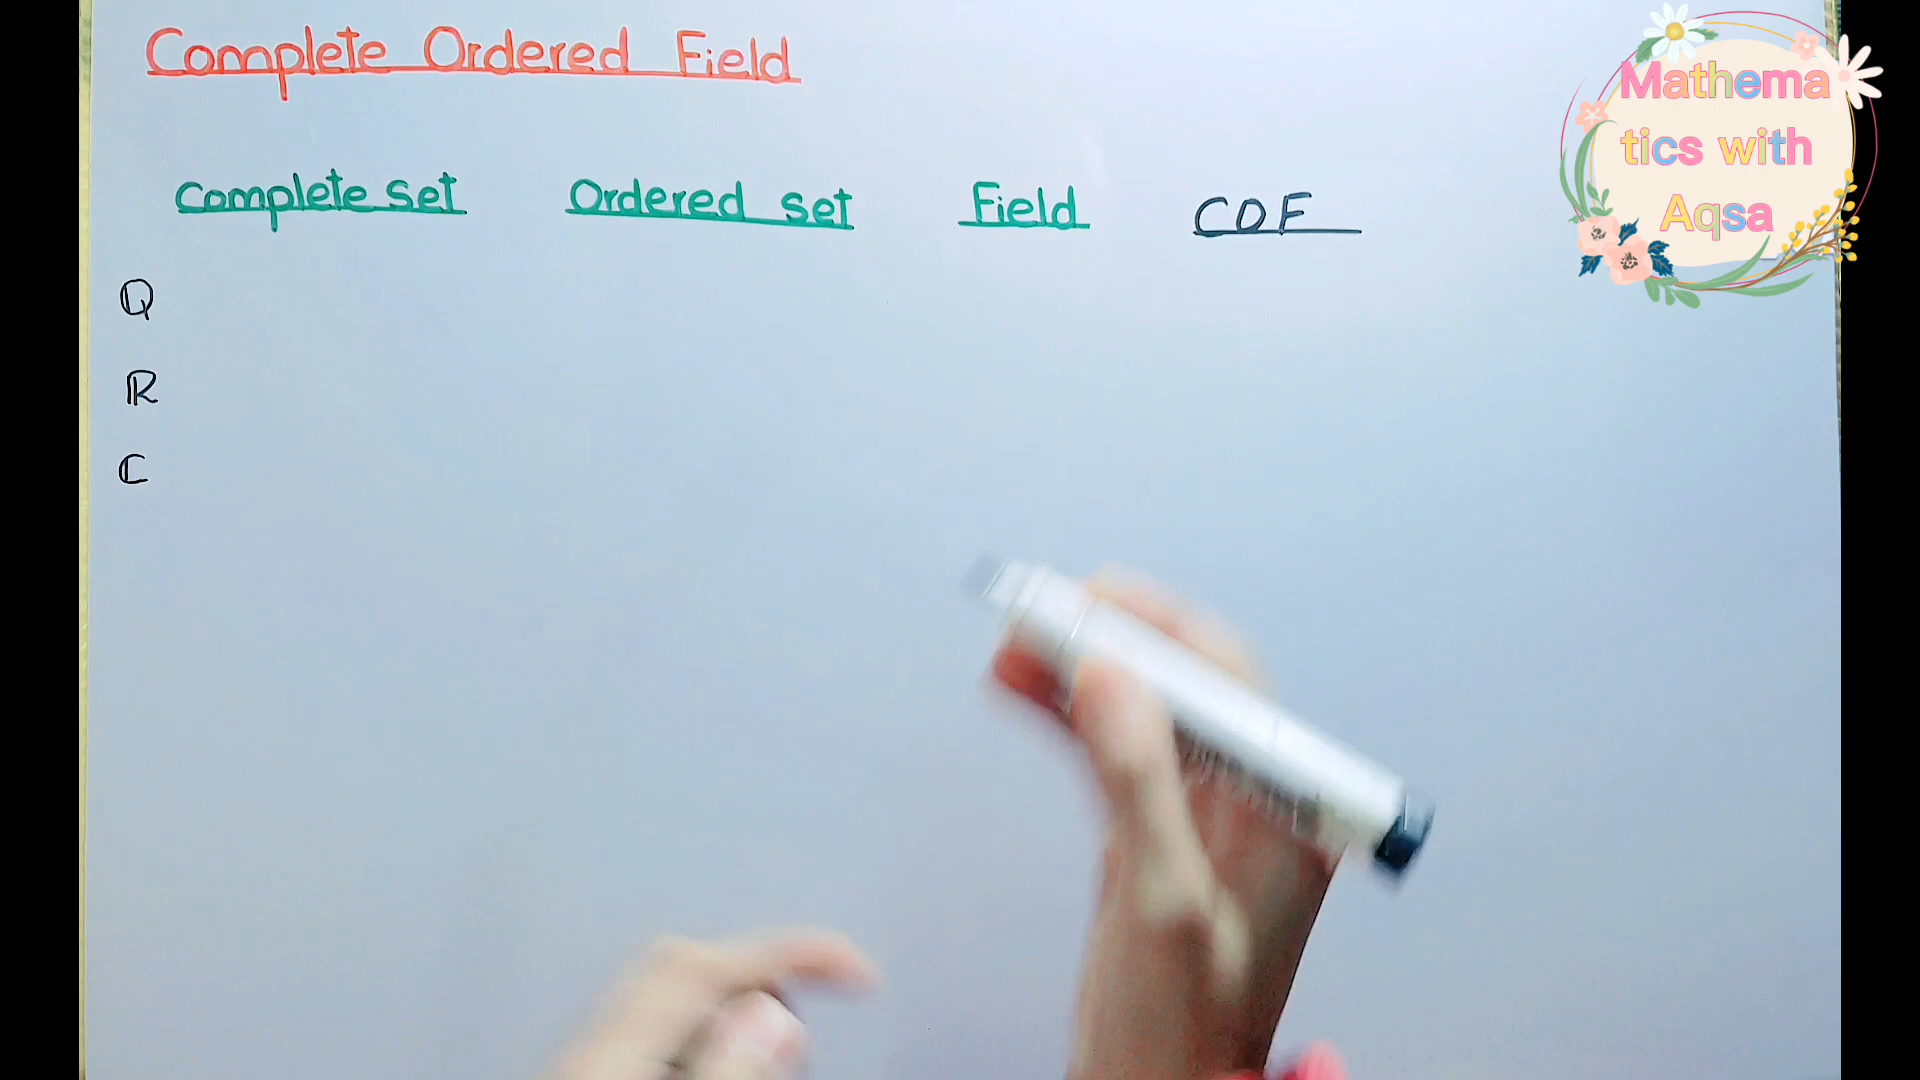 Complete Ordered Field
Complete set Ordered set Field COF
Q
R
C
Mathema
tics with
Aqsa